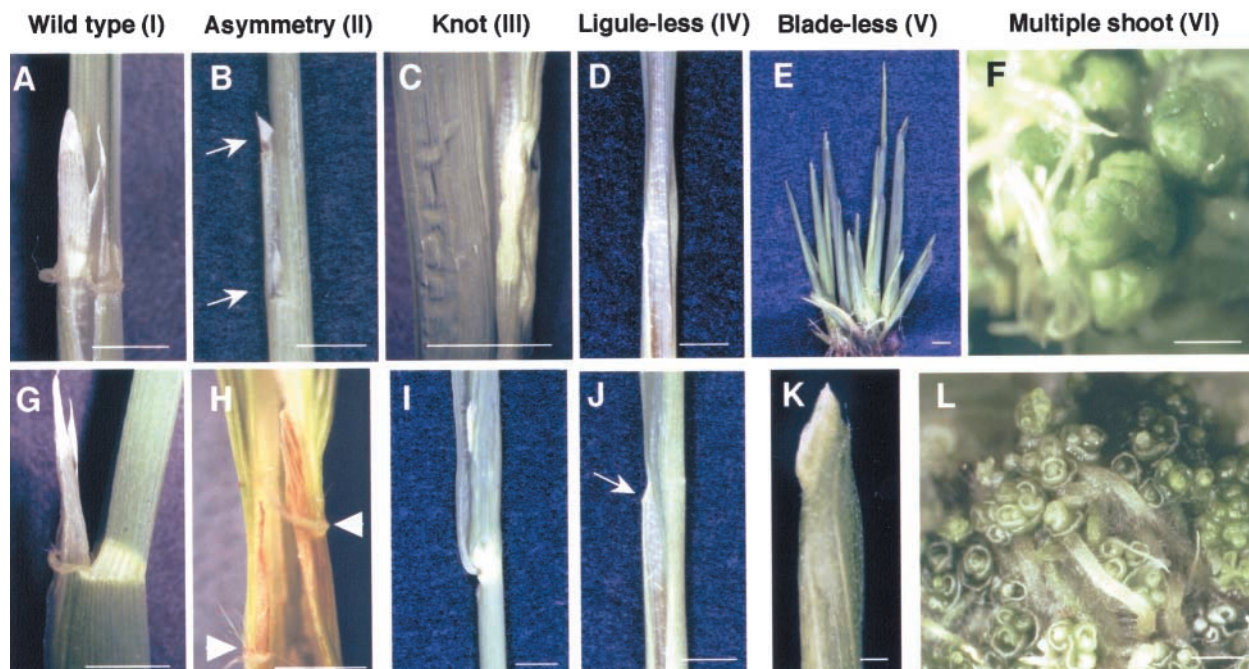 Wild type (I) Asymmetry (II) Knot (III) Ligule-less (IV) Blade-less (V) Multiple shoot (VI)
A B C D E F
G H I J K L